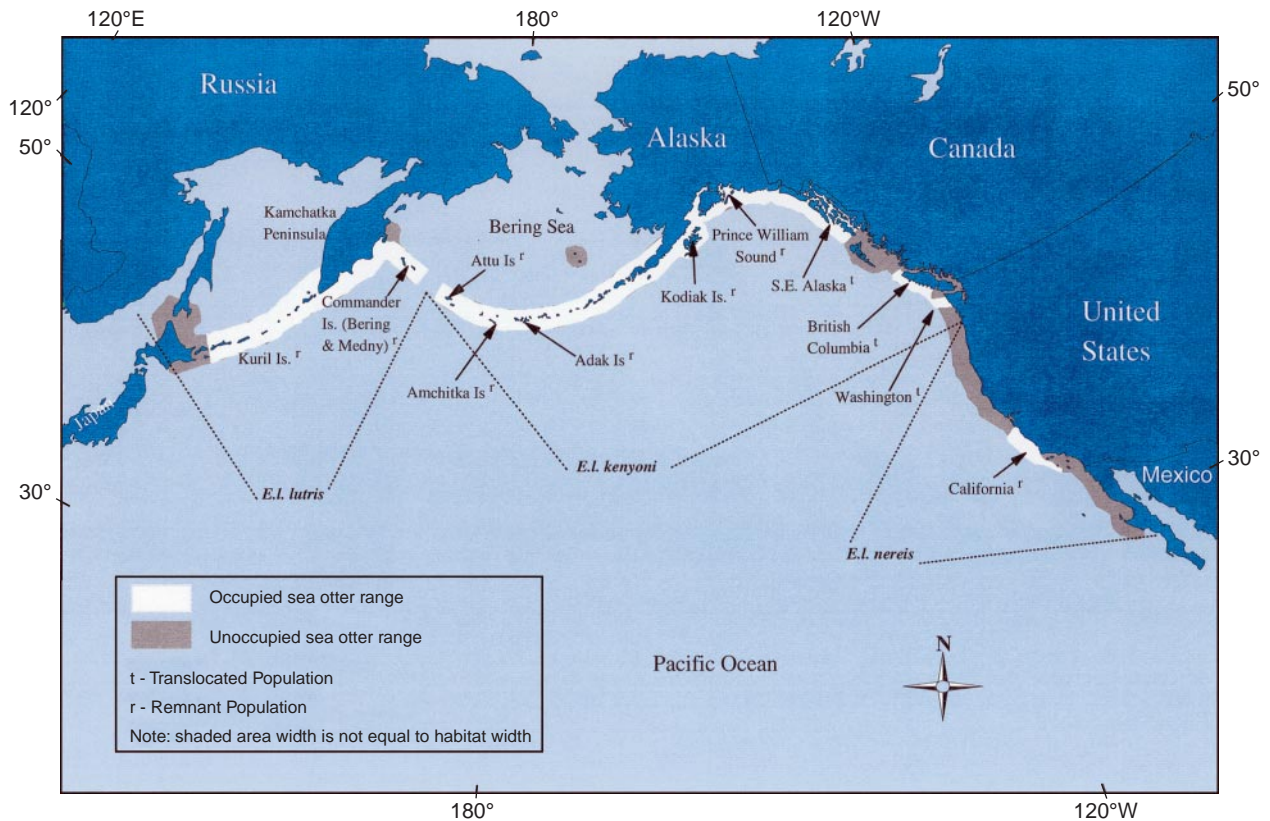 120°E
180°
120°W
120°
50°
50°
30°
30°
180°
120°W
Russia
Alaska
Canada
Kamchatka
Peninsula
Bering Sea
Attu Is r
Prince William
Sound r
Kodiak Is. r
S.E. Alaska t
Commander
Is. (Bering
& Medny) r
Kuril Is. r
Adak Is r
Amchitka Is r
British
Columbia t
Washington t
United
States
Japan
E.l. lutris
E.l. kenyoni
California r
Mexico
E.l. nereis
Occupied sea otter range
Unoccupied sea otter range
t - Translocated Population
r - Remnant Population
Note: shaded area width is not equal to habitat width
Pacific Ocean
N